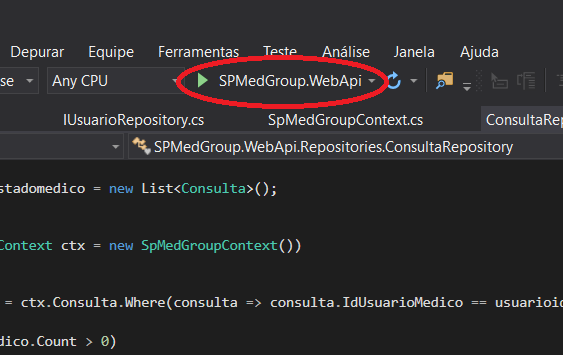 Depurar Equipe Ferramentas Teste Análise Janela Ajuda
se Any CPU SPMedGroup.WebApi
IUsuarioRepository.cs SpMedGroupContext.cs ConsultaRep
SPMedGroup.WebApi.Repositories.ConsultaRepository
stadomedico = new List<Consulta>();
Context ctx = new SpMedGroupContext())
= ctx.Consulta.Where(consulta => consulta.IdUsuarioMedico == usuarioid
dico.Count > 0)